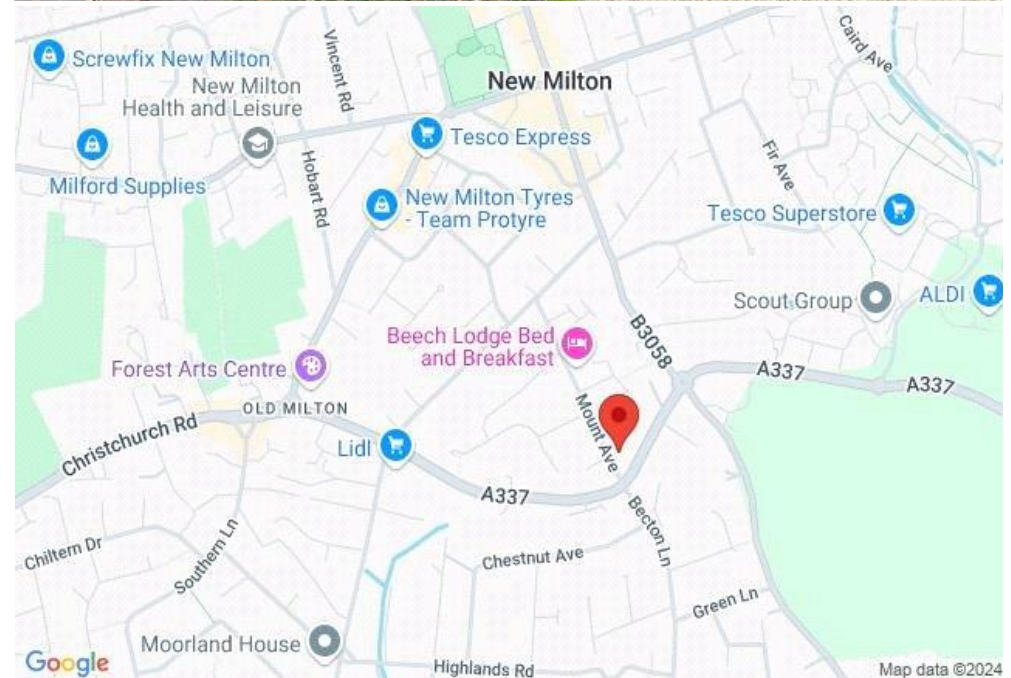 Screwfix New Milton
Vincent Rd
Caird Ave
New Milton
New Milton
Health and Leisure
Tesco Express
Hobart Rd
Fir Ave
Milford Supplies
New Milton Tyres
- Team Protyre
Tesco Superstore
Scout Group
ALDI
Beech Lodge Bed
and Breakfast
B3058
Forest Arts Centre
A337
A337
OLD MILTON
Mount Ave
Christchurch Rd
Lidl
A337
Becton Ln
Chiltern Dr
Southern Ln
Chestnut Ave
Green Ln
Moorland House
Google
Highlands Rd
Map data ©2024